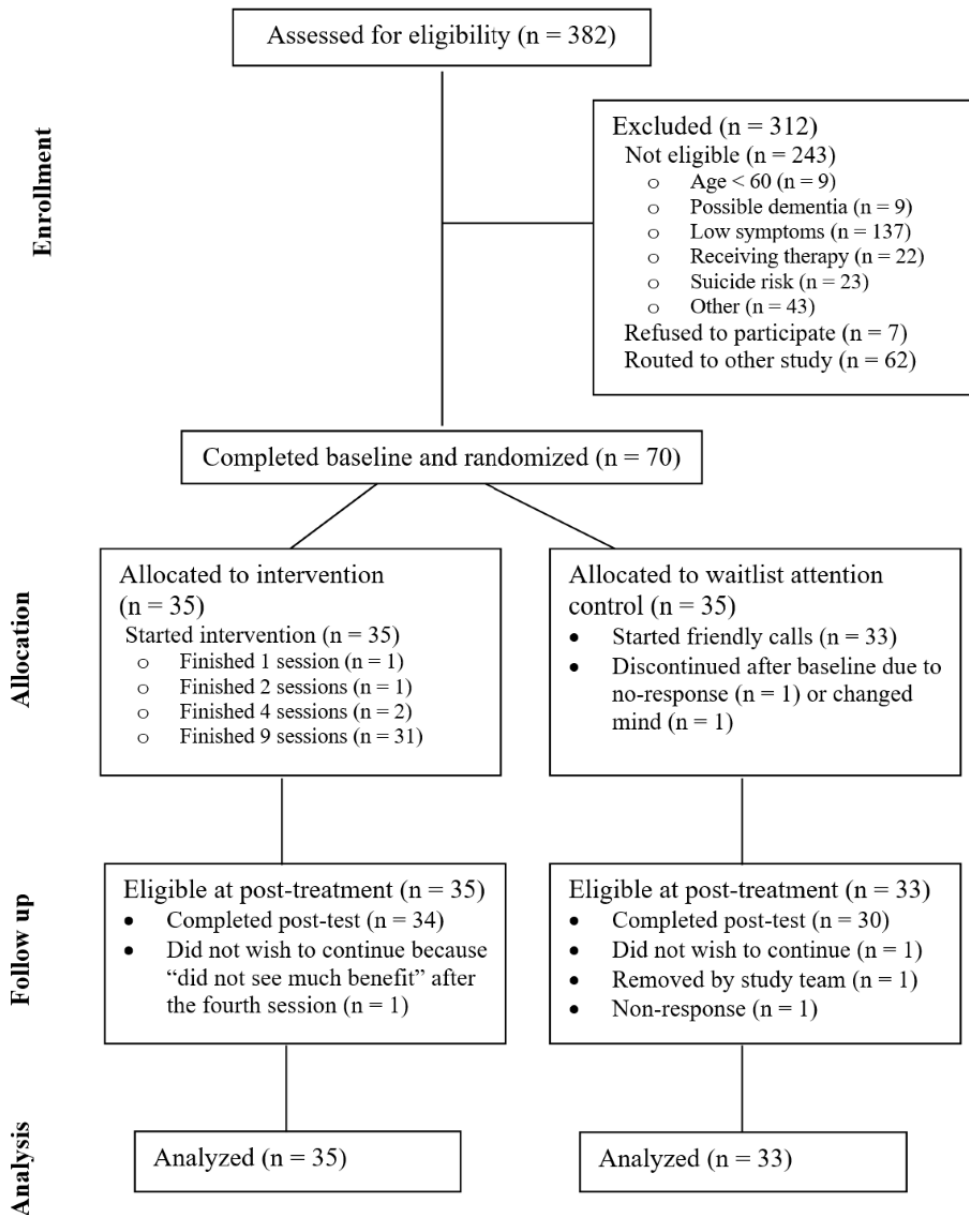 Assessed for eligibility (n = 382)
Enrollment
Excluded (n = 312)
Not eligible (n = 243)
o Age < 60 (n = 9)
o Possible dementia (n = 9)
o Low symptoms (n = 137)
o Receiving therapy (n = 22)
o Suicide risk (n = 23)
o Other (n = 43)
Refused to participate (n = 7)
Routed to other study (n = 62)
Completed baseline and randomized (n = 70)
Allocation
Allocated to intervention
(n = 35)
Started intervention (n = 35)
o Finished 1 session (n = 1)
o Finished 2 sessions (n = 1)
o Finished 4 sessions (n = 2)
o Finished 9 sessions (n = 31)
Allocated to waitlist attention
control (n = 35)
• Started friendly calls (n = 33)
• Discontinued after baseline due to
no-response (n = 1) or changed
mind (n = 1)
Follow up
Eligible at post-treatment (n = 35)
• Completed post-test (n = 34)
• Did not wish to continue because
“did not see much benefit” after
the fourth session (n = 1)
Eligible at post-treatment (n = 33)
• Completed post-test (n = 30)
• Did not wish to continue (n = 1)
• Removed by study team (n = 1)
• Non-response (n = 1)
Analysis
Analyzed (n = 35)
Analyzed (n = 33)